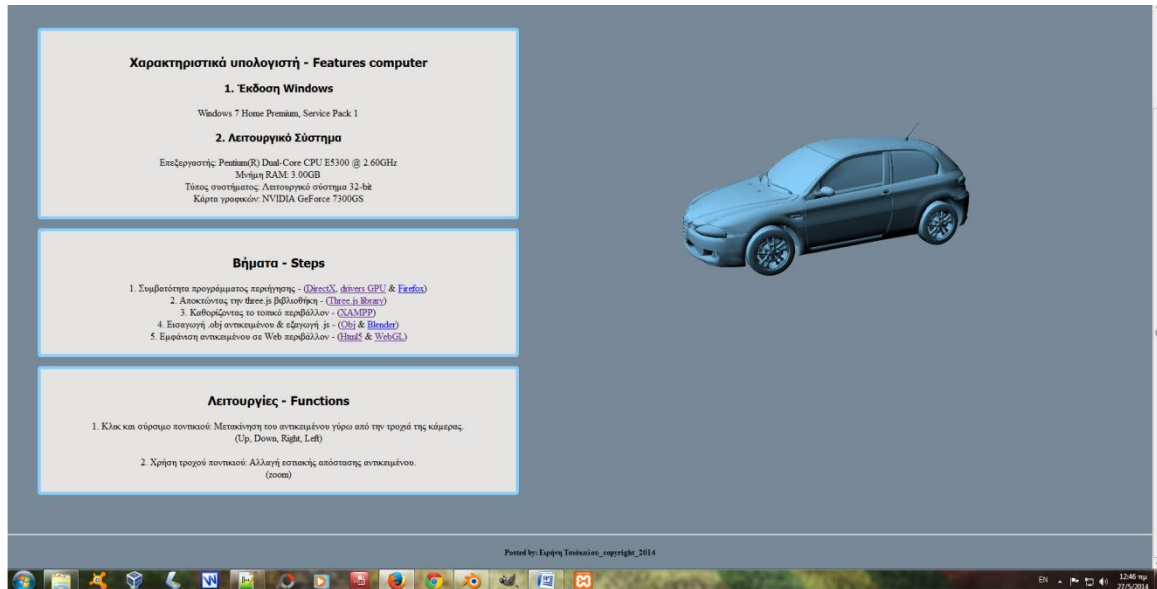 Χαρακτηριστικά υπολογιστή - Features computer
1. Έκδοση Windows
Windows 7 Home Premium, Service Pack 1
2. Λειτουργικό Σύστημα
Επεξεργαστής: Pentium(R) Dual-Core CPU E5300 @ 2.60GHz
Μνήμη RAM: 3.00GB
Τύπος συστήματος: Λειτουργικό σύστημα 32-bit
Κάρτα γραφικών: NVIDIA GeForce 7300GS
Βήματα - Steps
1. Συμβατότητα προγράμματος περιήγησης - (DirectX, drivers GPU & Firefox)
2. Αποκτώντας την three.js βιβλιοθήκη - (Three.js library)
3. Καθορίζοντας το τοπικό περιβάλλον - (XAMPP)
4. Εισαγωγή .obj αντικειμένου & εξαγωγή .js - (Obj & Blender)
5. Εμφάνιση αντικειμένου σε Web περιβάλλον - (Html5 & WebGL)
Λειτουργίες - Functions
1. Κλικ και σύρσιμο ποντικιού: Μετακίνηση του αντικειμένου γύρω από την τροχιά της κάμερας.
(Up, Down, Right, Left)
2. Χρήση τροχού ποντικιού: Αλλαγή εστιακής απόστασης αντικειμένου.
(zoom)
Posted by: Ειρήνη _copyright_2014
EN
12:46 πμ
27/5/2014